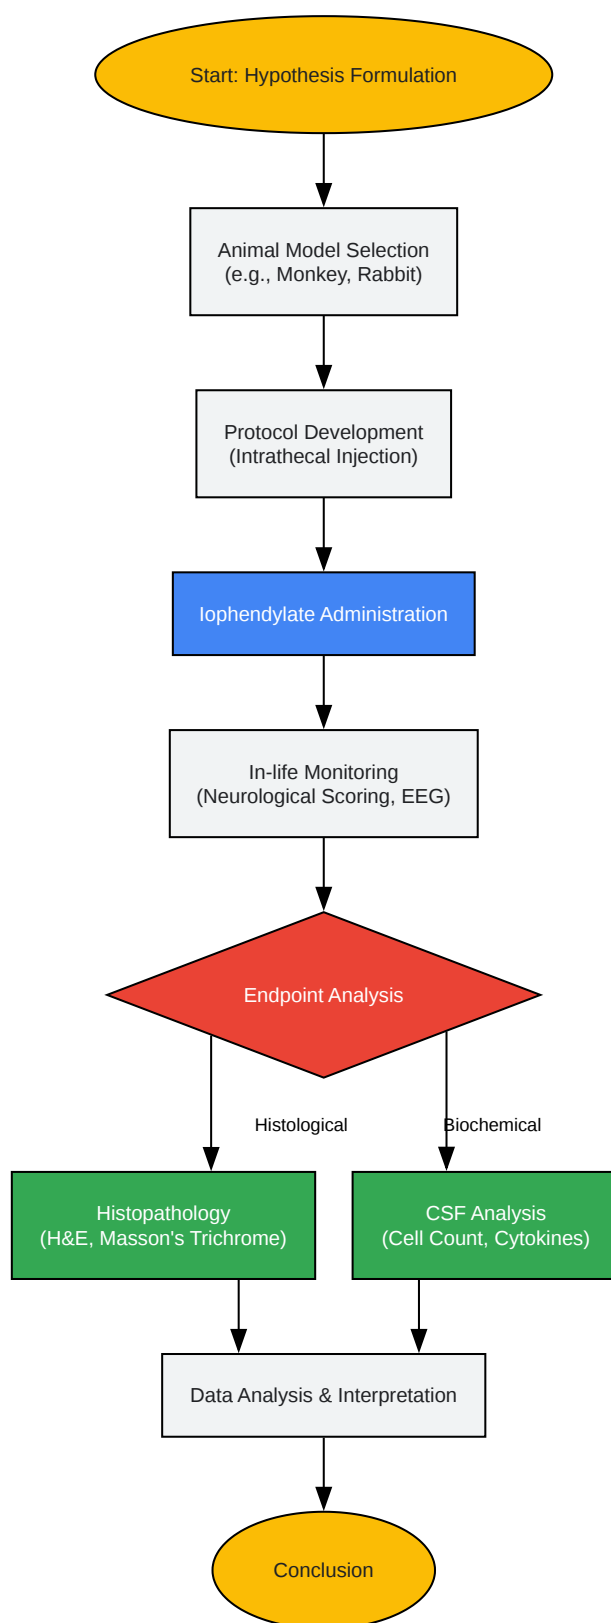 Start: Hypothesis Formulation
Animal Model Selection
(e.g., Monkey, Rabbit)
Protocol Development
(Intrathecal Injection)
Iophendylate Administration
In-life Monitoring
(Neurological Scoring, EEG)
Endpoint Analysis
Histological
Biochemical
Histopathology
(H&E, Masson's Trichrome)
CSF Analysis
(Cell Count, Cytokines)
Data Analysis & Interpretation
Conclusion